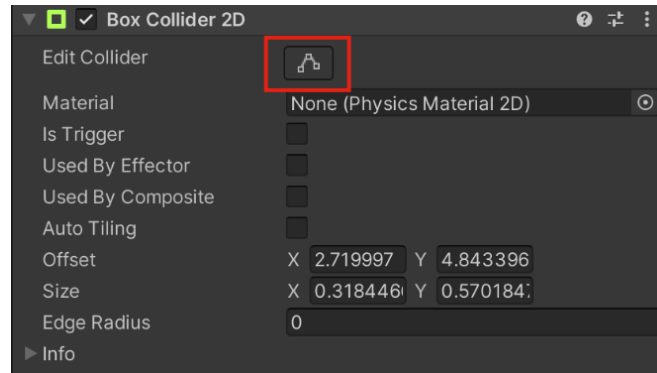 Box Collider 2D
Edit Collider
Material None (Physics Material 2D)
Is Trigger
Used By Effector
Used By Composite
Auto Tiling
Offset X 2.719997 Y 4.843396
Size X 0.318446 Y 0.570184
Edge Radius 0
Info